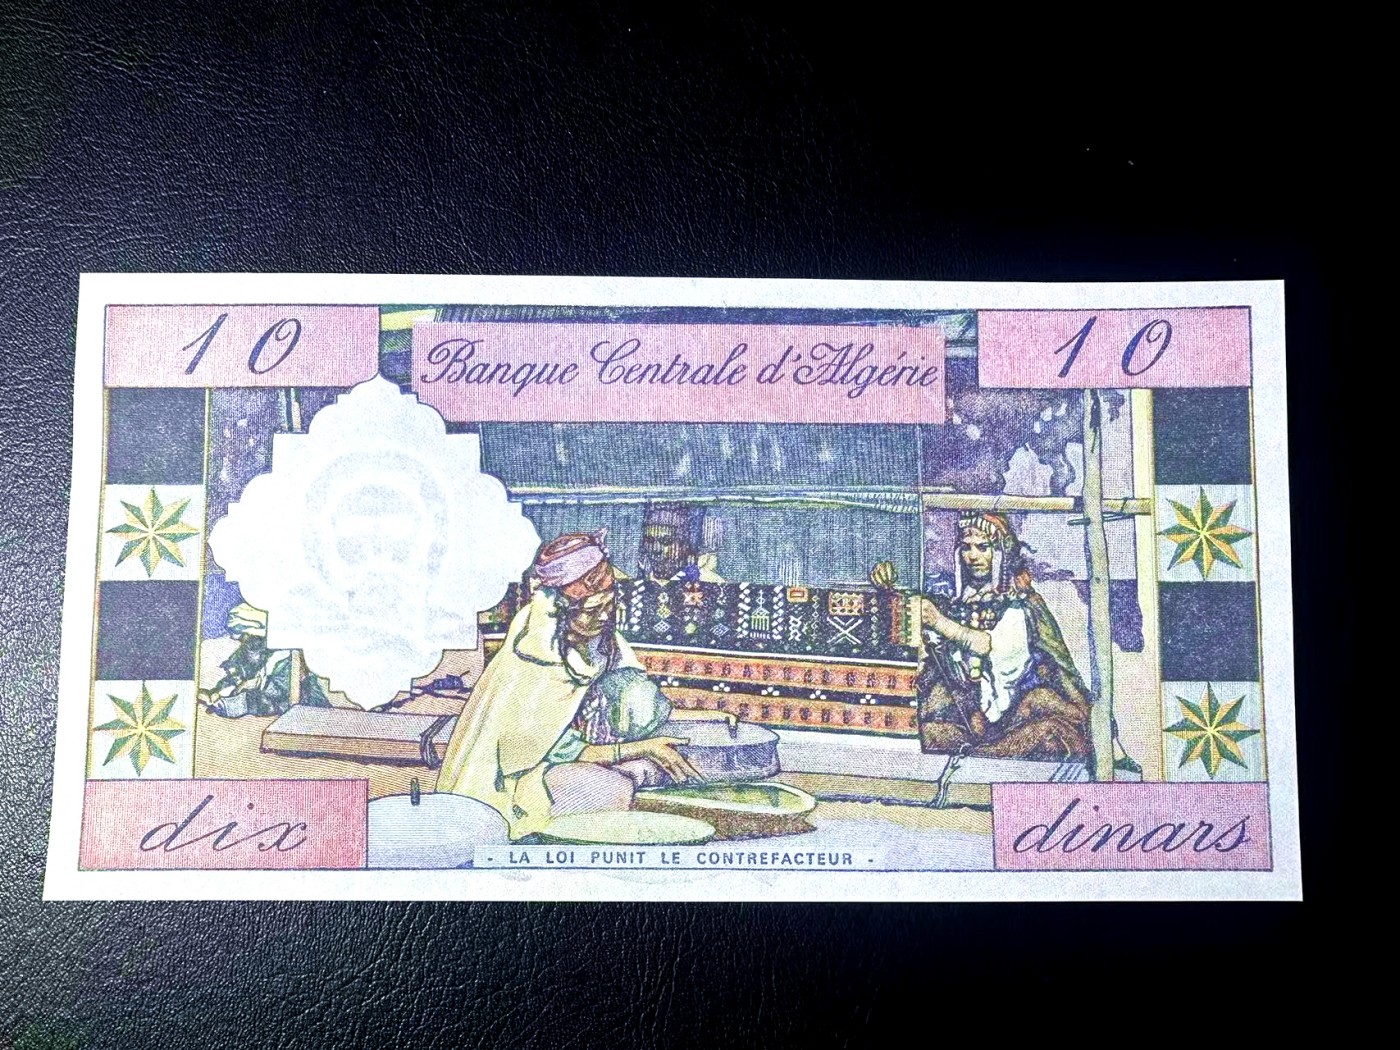 10
Banque Centrale d'Algérie
10
dix
dinars
- LA LOI PUNIT LE CONTREFACTEUR -